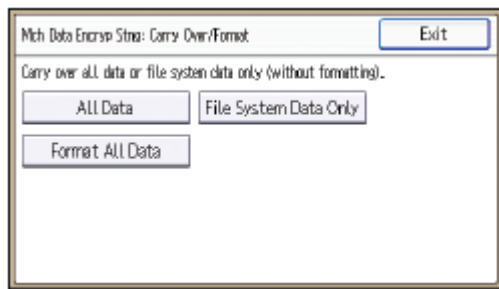 Mch Data Encryp Stng: Carry Over/Format Exit
Carry over all data or file system data only (without formatting).
All Data File System Data Only
Format All Data